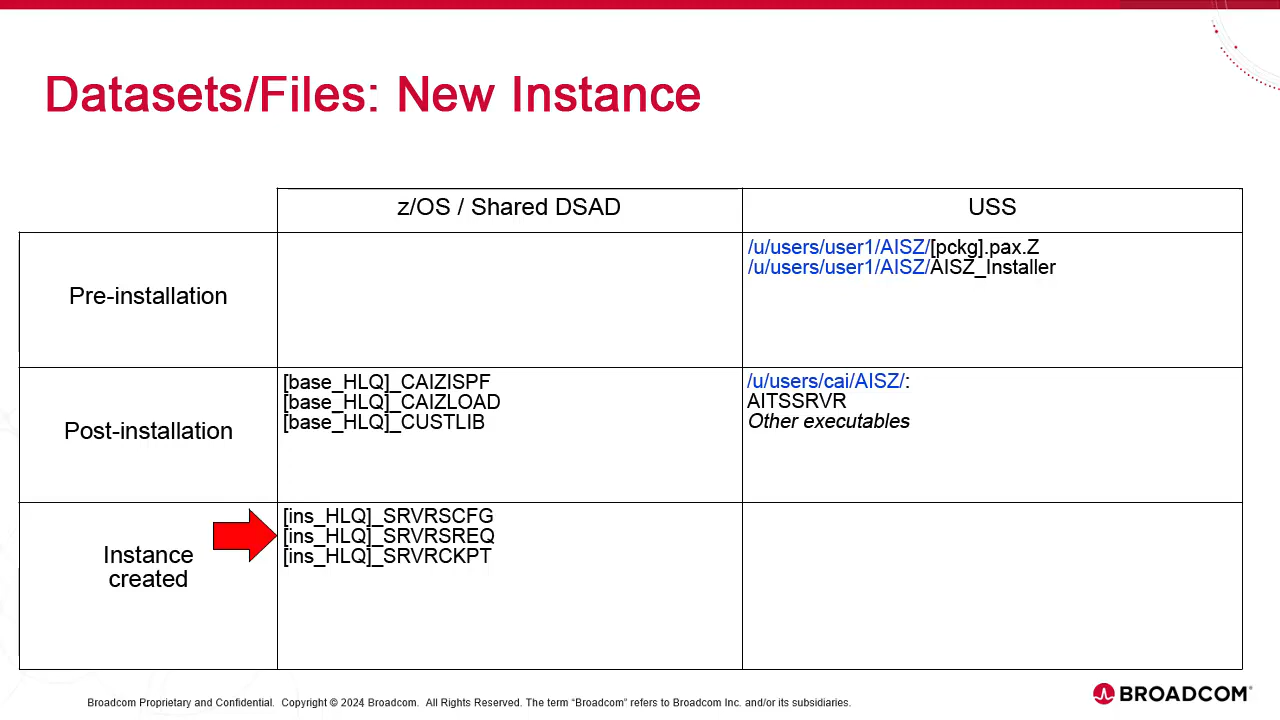 Datasets/Files: New Instance
z/OS / Shared DSAD
USS
Pre-installation
/u/users/user1/AISZ/[pckg].pax.Z
/u/users/user1/AISZ/AISZ_Installer
Post-installation
[base_HLQ]_CAIZISPF
[base_HLQ]_CAIZLOAD
[base_HLQ]_CUSTLIB
/u/users/cai/AISZ/:
AITSSRVR
Other executables
Instance
created
[ins_HLQ]_SRVRSCFG
[ins_HLQ]_SRVRSREQ
[ins_HLQ]_SRVRCKPT
Broadcom Proprietary and Confidential. Copyright © 2024 Broadcom. All Rights Reserved. The term “Broadcom” refers to Broadcom Inc. and/or its subsidiaries.
BROADCOM®